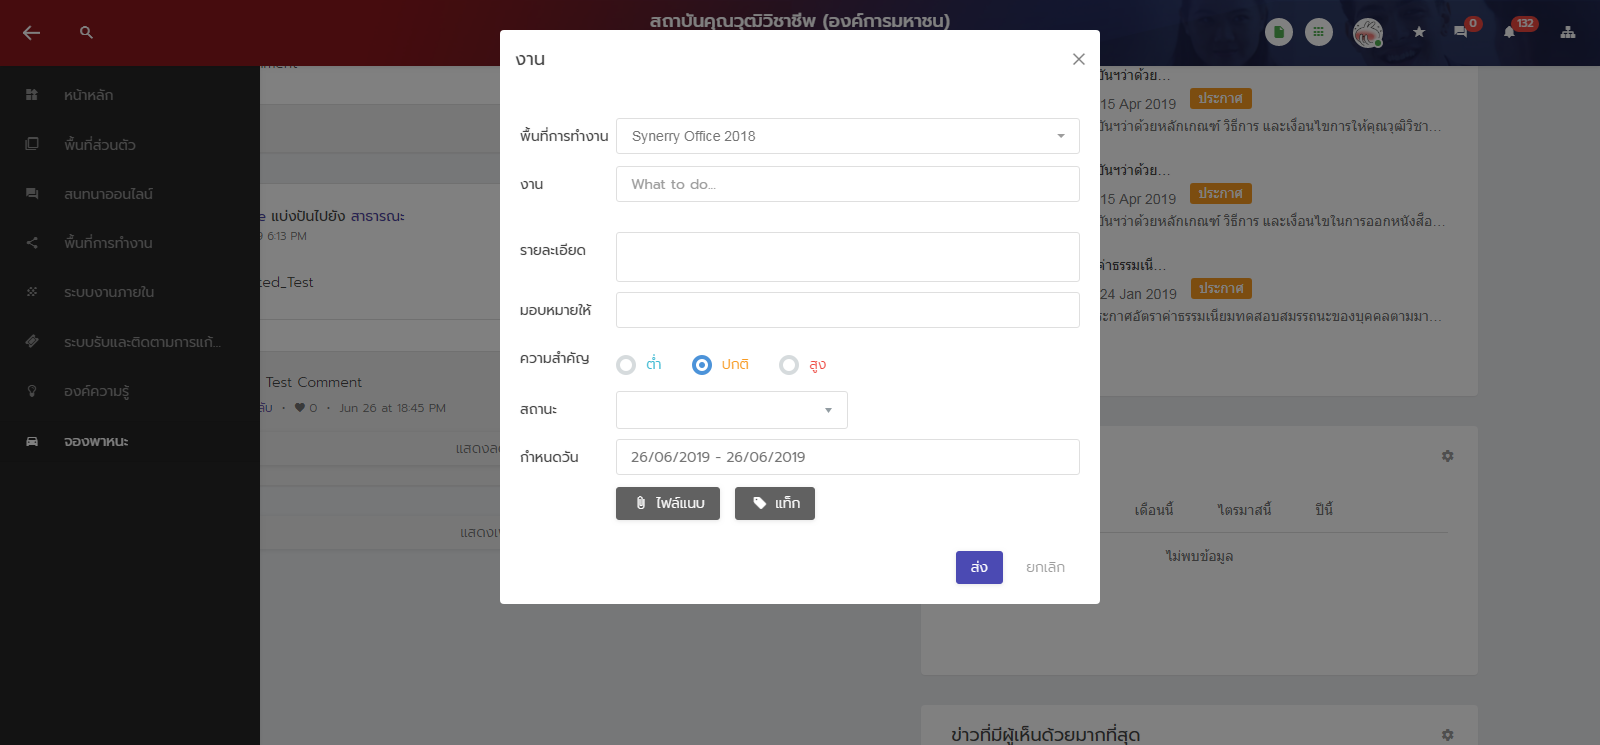 สถาบันคุณวุฒิวิชาชีพ (องค์การมหาชน)
0
132
หน้าหลัก
พื้นที่ส่วนตัว
สนทนาออนไลน์
พื้นที่การทำงาน
ระบบงานภายใน
ระบบรับและติดตามการแก้...
องค์ความรู้
จองพาหนะ
แบ่งปันไปยัง สาธารณะ
6:13 PM
ted_Test
Test Comment
0 · Jun 26 at 18:45 PM
งาน
พื้นที่การทำงาน
Synerry Office 2018
งาน
What to do...
รายละเอียด
มอบหมายให้
ความสำคัญ
ต่ำ
ปกติ
สูง
สถานะ
กำหนดวัน
26/06/2019 - 26/06/2019
ไฟล์แนบ
แท็ก
ส่ง
ยกเลิก
บันฯว่าด้วย...
15 Apr 2019
ประกาศ
บันฯว่าด้วยหลักเกณฑ์ วิธีการ และเงื่อนไขการให้คุณวุฒิวิชา...
บันฯว่าด้วย...
15 Apr 2019
ประกาศ
บันฯว่าด้วยหลักเกณฑ์ วิธีการ และเงื่อนไขในการออกหนังสือ...
ค่าธรรมเนี...
24 Jan 2019
ประกาศ
ระกาศอัตราค่าธรรมเนียมทดสอบสมรรถนะของบุคคลตามมา...
เดือนนี้
ไตรมาสนี้
ปีนี้
ไม่พบข้อมูล
ข่าวที่มีผู้เห็นด้วยมากที่สุด